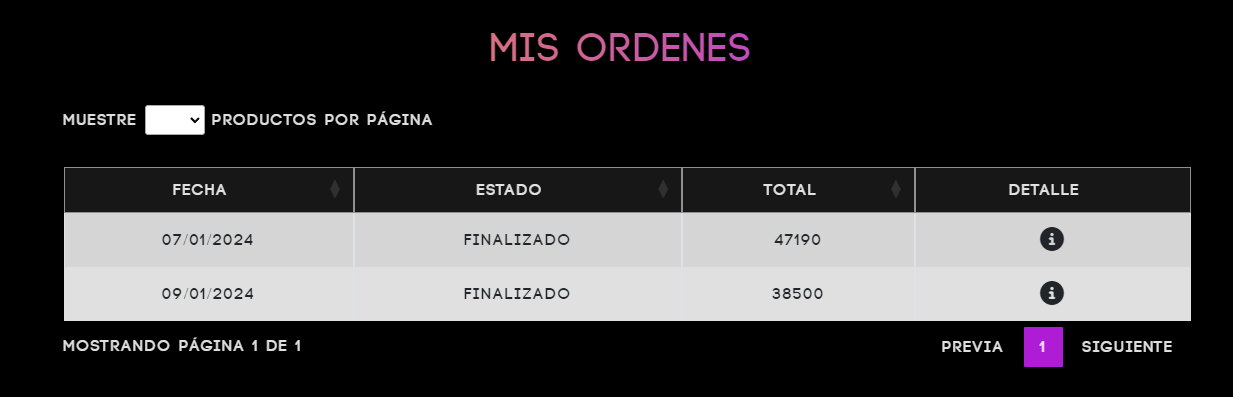 MIS ORDENES
MUESTRE PRODUCTOS POR PÁGINA
FECHA ESTADO TOTAL DETALLE
07/01/2024 FINALIZADO 47190
09/01/2024 FINALIZADO 38500
MOSTRANDO PÁGINA 1 DE 1 PREVIA 1 SIGUIENTE